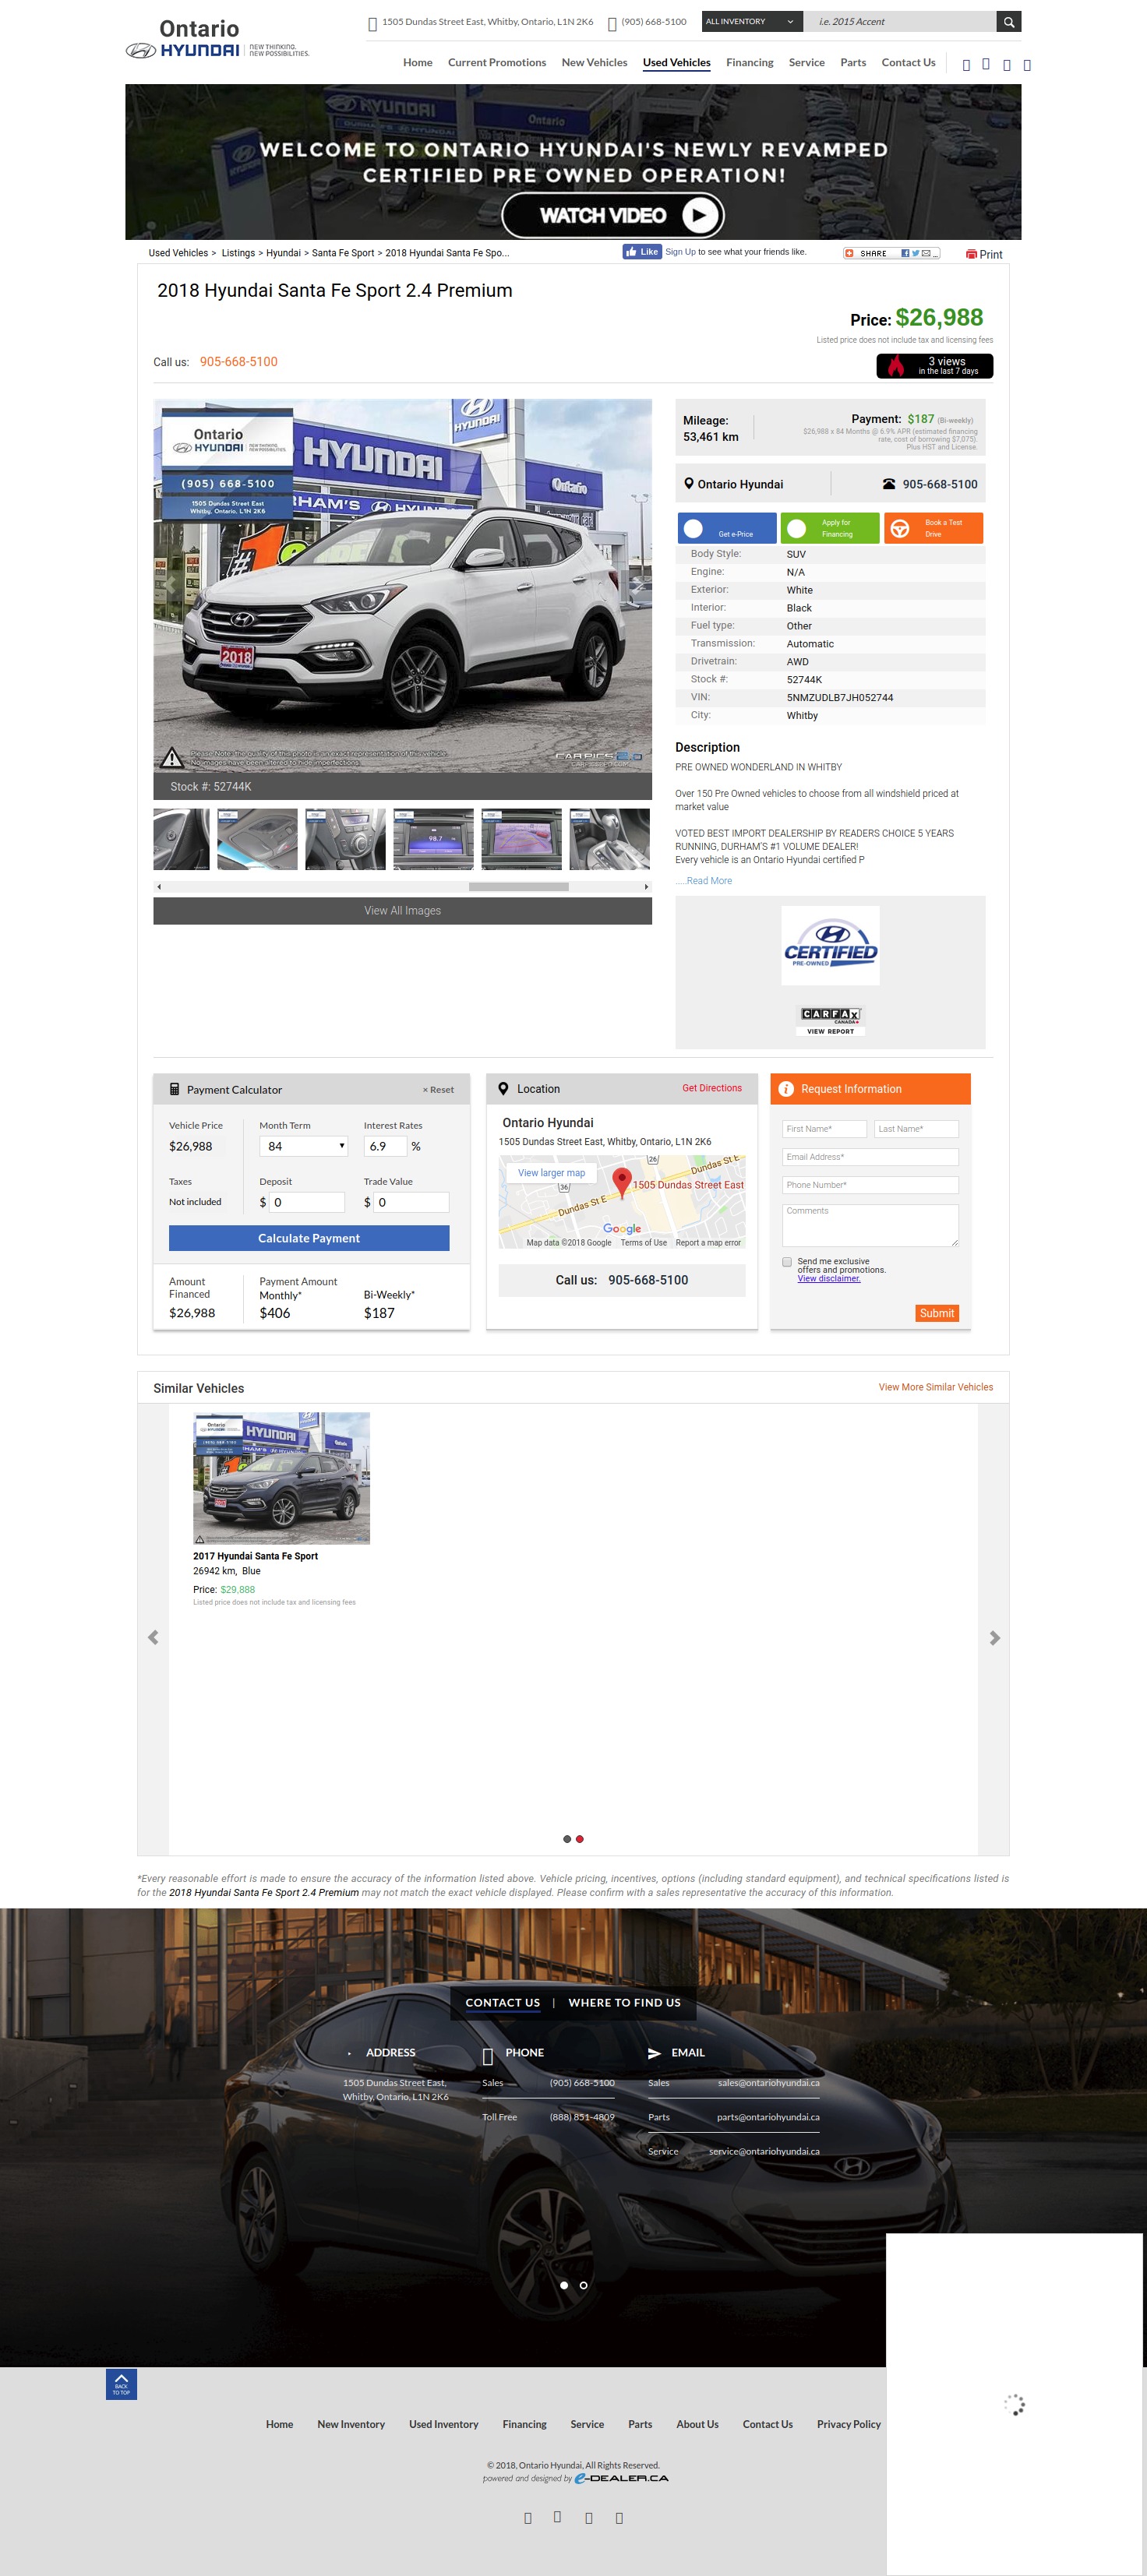 Ontario
HYUNDAI
NEW THINKING.
NEW POSSIBILITIES.
1505 Dundas Street East, Whitby, Ontario, L1N 2K6
(905) 668-5100
ALL INVENTORY
i.e. 2015 Accent
Home
Current Promotions
New Vehicles
Used Vehicles
Financing
Service
Parts
Contact Us
WELCOME TO ONTARIO HYUNDAI'S NEWLY REVAMPED
CERTIFIED PRE OWNED OPERATION!
WATCH VIDEO
Used Vehicles > Listings > Hyundai > Santa Fe Sport > 2018 Hyundai Santa Fe Spo...
Like
Sign Up to see what your friends like.
SHARE
Print
2018 Hyundai Santa Fe Sport 2.4 Premium
Price: $26,988
Listed price does not include tax and licensing fees
Call us: 905-668-5100
3 views
in the last 7 days
Ontario
HYUNDAI
NEW THINKING.
NEW POSSIBILITIES.
(905) 668-5100
1505 Dundas Street East
Whitby, Ontario, L1N 2K6
HYUNDAI
HYUNDAI
Ontario
2018
Please Note: the quality of this photo is an exact representation of this vehicle.
No images have been altered to hide imperfections.
Stock #: 52744K
98.7
View All Images
Mileage:
53,461 km
Payment: $187 (Bi-weekly)
$26,988 x 84 Months @ 6.9% APR (estimated financing
rate, cost of borrowing $7,075).
Plus HST and License.
Ontario Hyundai
905-668-5100
Get e-Price
Apply for
Financing
Book a Test
Drive
Body Style: SUV
Engine: N/A
Exterior: White
Interior: Black
Fuel type: Other
Transmission: Automatic
Drivetrain: AWD
Stock #: 52744K
VIN: 5NMZUDLB7JH052744
City: Whitby
Description
PRE OWNED WONDERLAND IN WHITBY
Over 150 Pre Owned vehicles to choose from all windshield priced at
market value
VOTED BEST IMPORT DEALERSHIP BY READERS CHOICE 5 YEARS
RUNNING, DURHAM'S #1 VOLUME DEALER!
Every vehicle is an Ontario Hyundai certified P
.....Read More
CERTIFIED
PRE-OWNED
CARFAX
CANADA
VIEW REPORT
Payment Calculator
× Reset
Vehicle Price
$26,988
Month Term
84
Interest Rates
6.9 %
Taxes
Not included
Deposit
$ 0
Trade Value
$ 0
Calculate Payment
Amount
Financed
$26,988
Payment Amount
Monthly*
$406
Bi-Weekly*
$187
Location
Get Directions
Ontario Hyundai
1505 Dundas Street East, Whitby, Ontario, L1N 2K6
View larger map
26
36
Dundas St E
Dundas St E
1505 Dundas Street East
Google
Map data ©2018 Google
Terms of Use
Report a map error
Call us: 905-668-5100
Request Information
First Name*
Last Name*
Email Address*
Phone Number*
Comments
Send me exclusive
offers and promotions.
View disclaimer.
Submit
Similar Vehicles
View More Similar Vehicles
Ontario
HYUNDAI
HYUNDAI
2017 Hyundai Santa Fe Sport
26942 km, Blue
Price: $29,888
Listed price does not include tax and licensing fees
*Every reasonable effort is made to ensure the accuracy of the information listed above. Vehicle pricing, incentives, options (including standard equipment), and technical specifications listed is
for the 2018 Hyundai Santa Fe Sport 2.4 Premium may not match the exact vehicle displayed. Please confirm with a sales representative the accuracy of this information.
CONTACT US | WHERE TO FIND US
ADDRESS
1505 Dundas Street East,
Whitby, Ontario, L1N 2K6
PHONE
Sales (905) 668-5100
Toll Free (888) 851-4809
EMAIL
Sales sales@ontariohyundai.ca
Parts parts@ontariohyundai.ca
Service service@ontariohyundai.ca
BACK
TO TOP
Home
New Inventory
Used Inventory
Financing
Service
Parts
About Us
Contact Us
Privacy Policy
© 2018, Ontario Hyundai, All Rights Reserved.
powered and designed by e-DEALER.CA